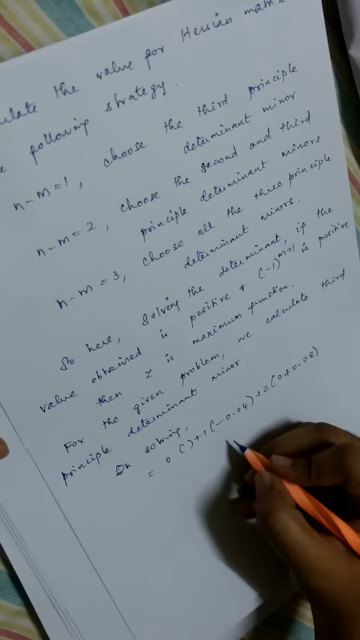 the value for Hessian
following strategy.
n-m=1, choose the third principle
determinant minor
n-m=2, choose the second and third
principle determinant minors
n-m=3, choose all the three principle
determinant minors.
So here, solving the determinant, if the
value obtained is positive & (-1)^{m+1} is positive
then Z is maximum function.
For the given problem, we calculate third
principle determinant minor.
On solving,
= 0 ( ) + 1 (-0.04) + 2 (0+0.08)